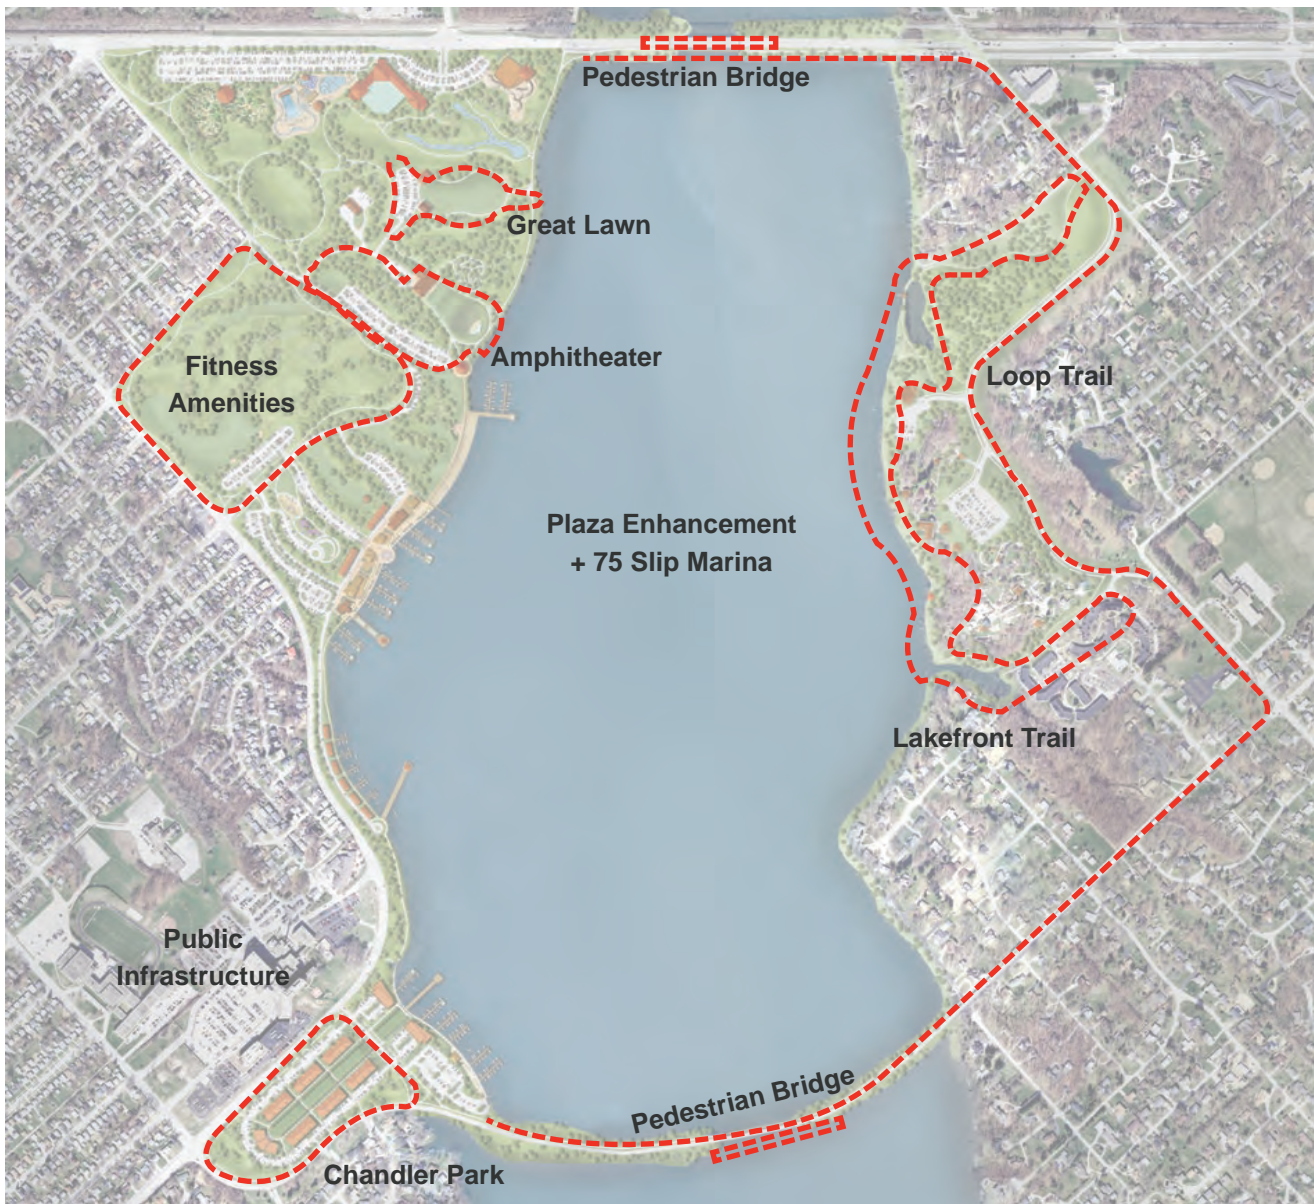 Pedestrian Bridge
Great Lawn
Amphitheater
Fitness
Amenities
Loop Trail
Plaza Enhancement
+ 75 Slip Marina
Lakefront Trail
Public
Infrastructure
Pedestrian Bridge
Chandler Park